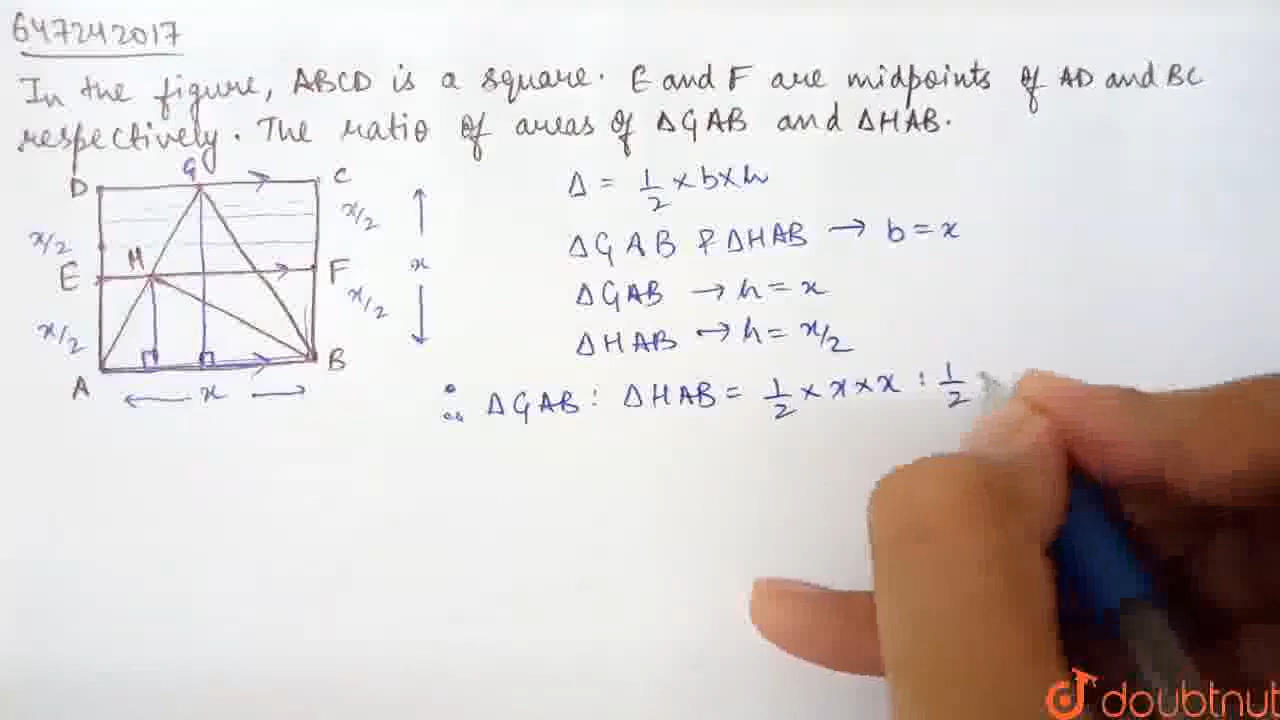 647242017
In the figure, ABCD is a square. E and F are midpoints of AD and BC
respectively. The ratio of areas of ΔGAB and ΔHAB.
D G C
x/2 x/2
E H F
x
x/2 x/2
A B
x
Δ = 1/2 × b × h
ΔGAB & ΔHAB → b = x
ΔGAB → h = x
ΔHAB → h = x/2
∴ ΔGAB : ΔHAB = 1/2 × x × x : 1/2
doubtnut